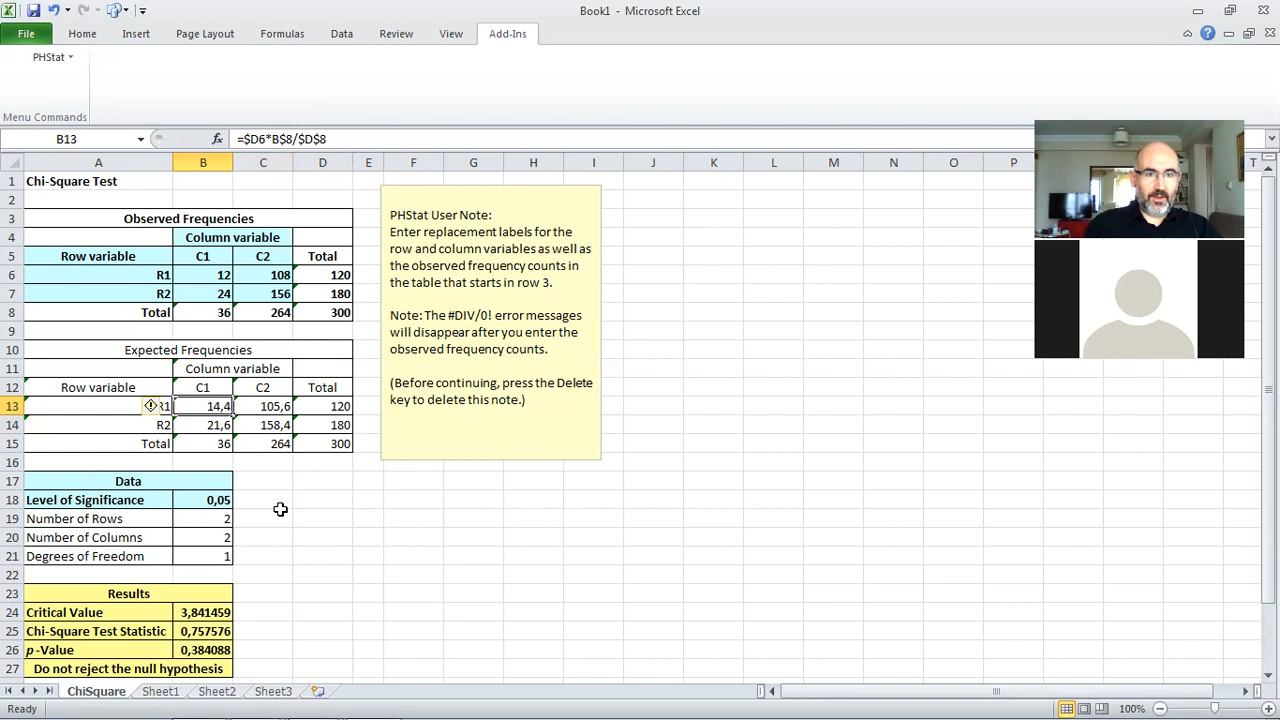 Book1 - Microsoft Excel
File Home Insert Page Layout Formulas Data Review View Add-Ins
PHStat
Menu Commands
B13 fx =$D6*B$8/$D$8
A B C D E F G H I J K L M N O P T
1 Chi-Square Test
2
3 Observed Frequencies
4 Column variable
5 Row variable C1 C2 Total
6 R1 12 108 120
7 R2 24 156 180
8 Total 36 264 300
9
10 Expected Frequencies
11 Column variable
12 Row variable C1 C2 Total
13 R1 14,4 105,6 120
14 R2 21,6 158,4 180
15 Total 36 264 300
16
17 Data
18 Level of Significance 0,05
19 Number of Rows 2
20 Number of Columns 2
21 Degrees of Freedom 1
22
23 Results
24 Critical Value 3,841459
25 Chi-Square Test Statistic 0,757576
26 p -Value 0,384088
27 Do not reject the null hypothesis
PHStat User Note:
Enter replacement labels for the
row and column variables as well as
the observed frequency counts in
the table that starts in row 3.
Note: The #DIV/0! error messages
will disappear after you enter the
observed frequency counts.
(Before continuing, press the Delete
key to delete this note.)
ChiSquare Sheet1 Sheet2 Sheet3
Ready 100%